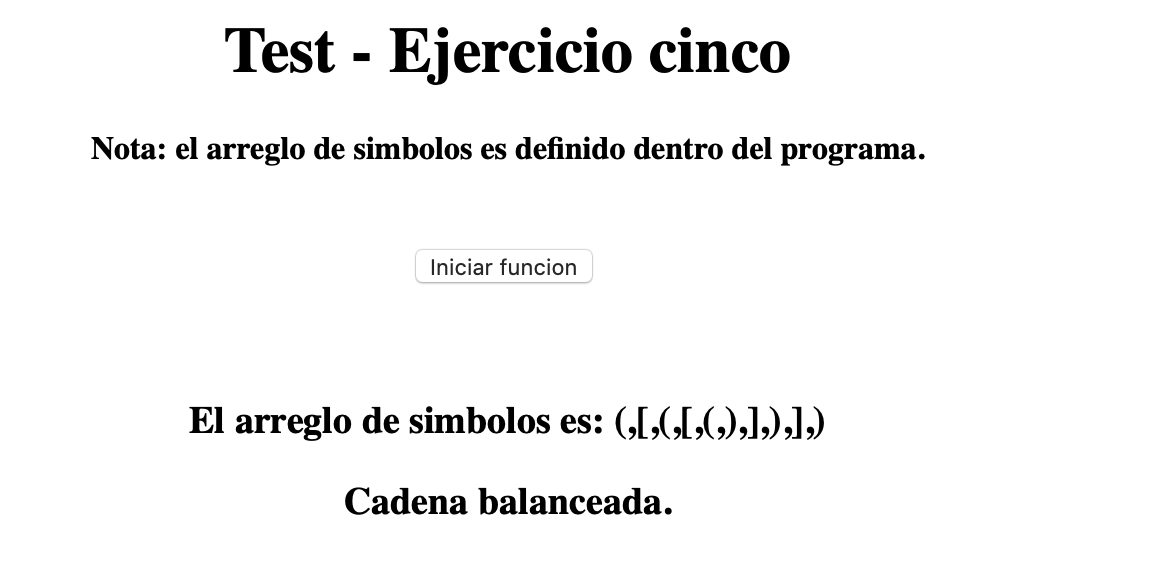 Test - Ejercicio cinco
Nota: el arreglo de simbolos es definido dentro del programa.
Iniciar funcion
El arreglo de simbolos es: (,[,(,[,(,),],),],)
Cadena balanceada.